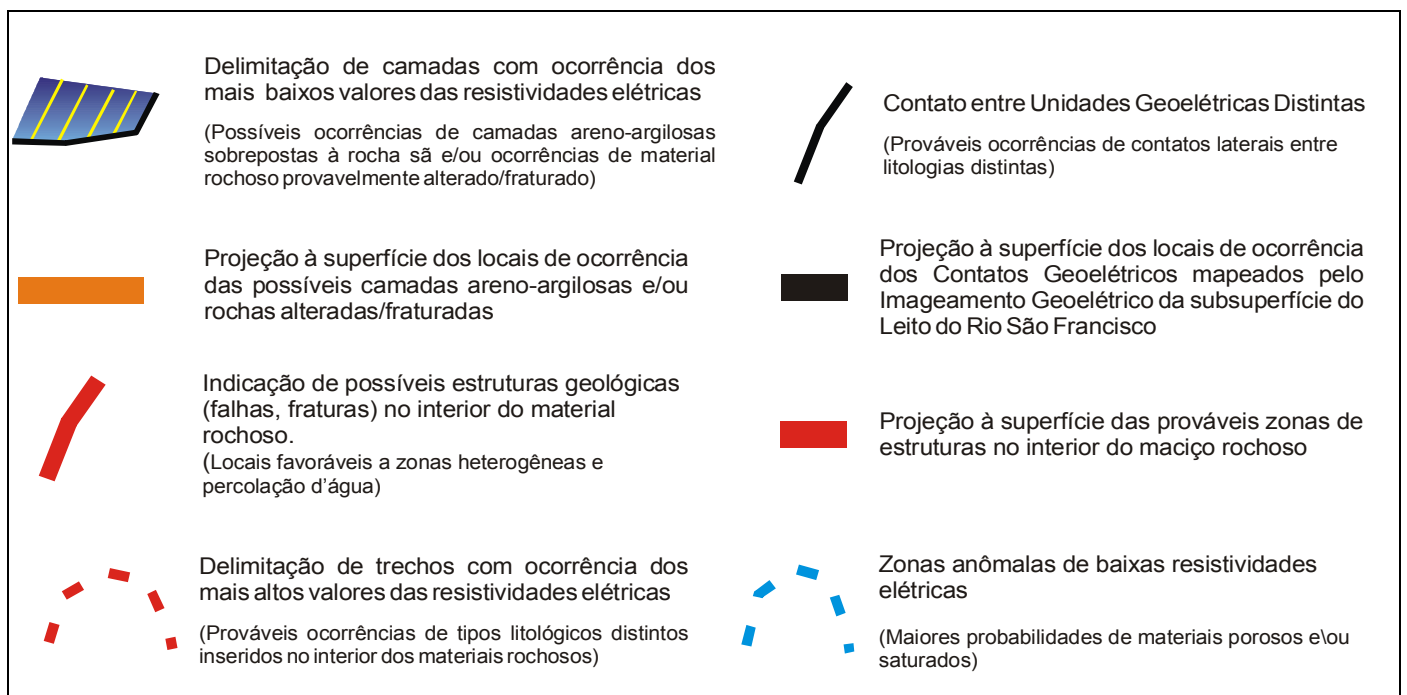 Delimitação de camadas com ocorrência dos
mais baixos valores das resistividades elétricas
(Possíveis ocorrências de camadas areno-argilosas
sobrepostas à rocha sã e/ou ocorrências de material
rochoso provavelmente alterado/fraturado)
Projeção à superfície dos locais de ocorrência
das possíveis camadas areno-argilosas e/ou
rochas alteradas/fraturadas
Indicação de possíveis estruturas geológicas
(falhas, fraturas) no interior do material
rochoso.
(Locais favoráveis a zonas heterogêneas e
percolação d'água)
Delimitação de trechos com ocorrência dos
mais altos valores das resistividades elétricas
(Prováveis ocorrências de tipos litológicos distintos
inseridos no interior dos materiais rochosos)
Contato entre Unidades Geoelétricas Distintas
(Prováveis ocorrências de contatos laterais entre
litologias distintas)
Projeção à superfície dos locais de ocorrência
dos Contatos Geoelétricos mapeados pelo
Imageamento Geoelétrico da subsuperfície do
Leito do Rio São Francisco
Projeção à superfície das prováveis zonas de
estruturas no interior do maciço rochoso
Zonas anômalas de baixas resistividades
elétricas
(Maiores probabilidades de materiais porosos e\ou
saturados)